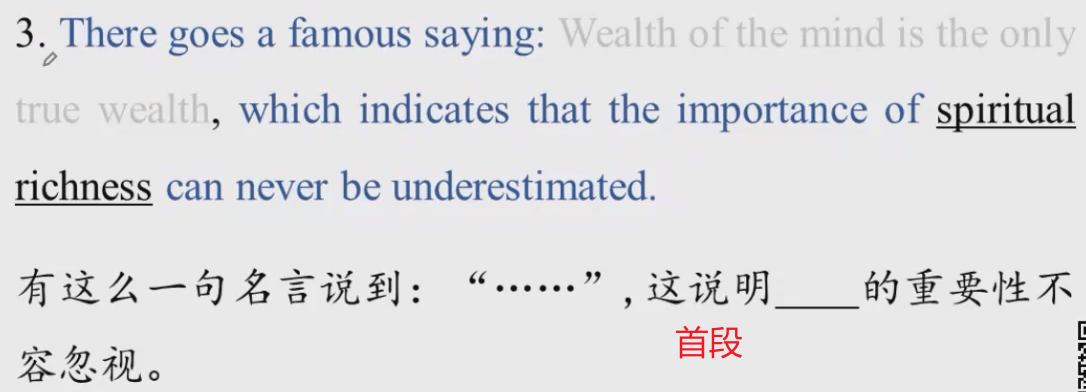 3. There goes a famous saying: Wealth of the mind is the only
true wealth, which indicates that the importance of spiritual
richness can never be underestimated.
有这么一句名言说到：“……”，这说明____的重要性不
首段
容忽视。